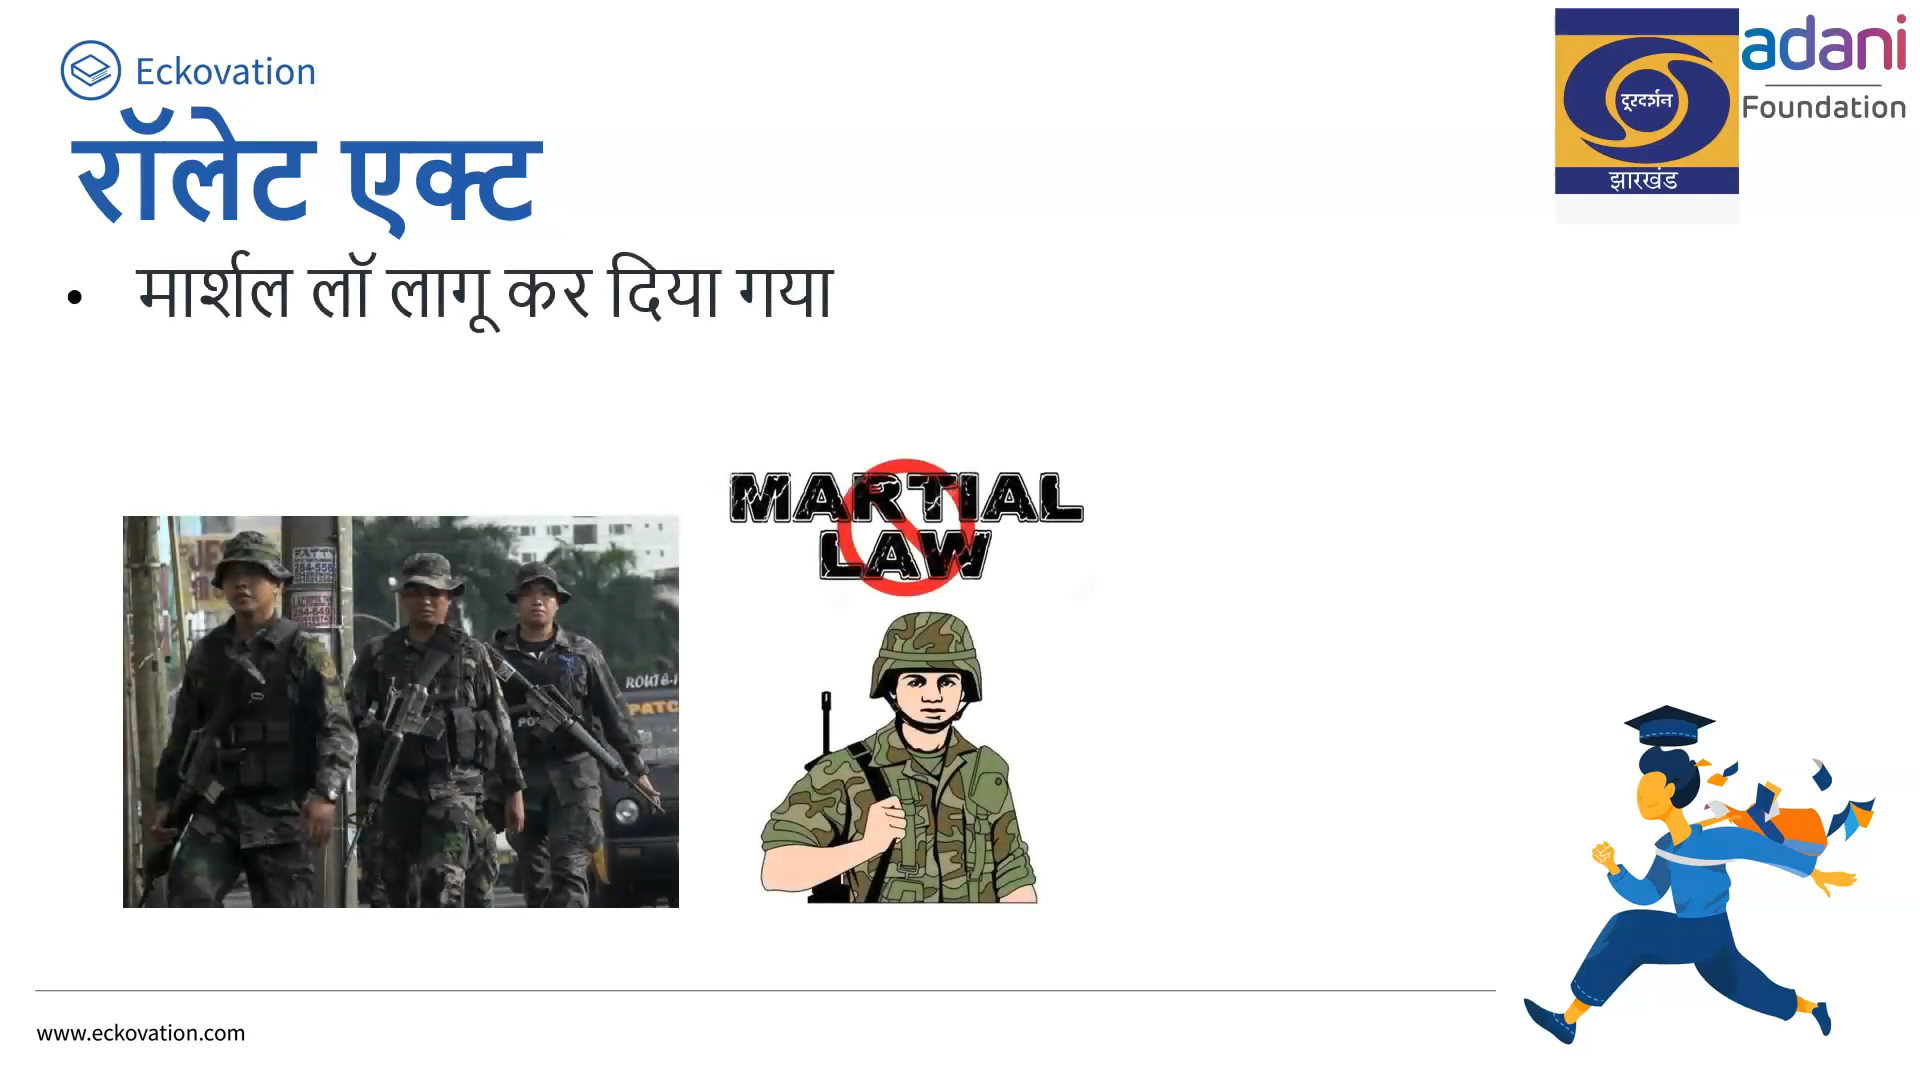 Eckovation
adani
Foundation
दूरदर्शन
झारखंड
रॉलेट एक्ट
• मार्शल लॉ लागू कर दिया गया
MARTIAL
LAW
www.eckovation.com